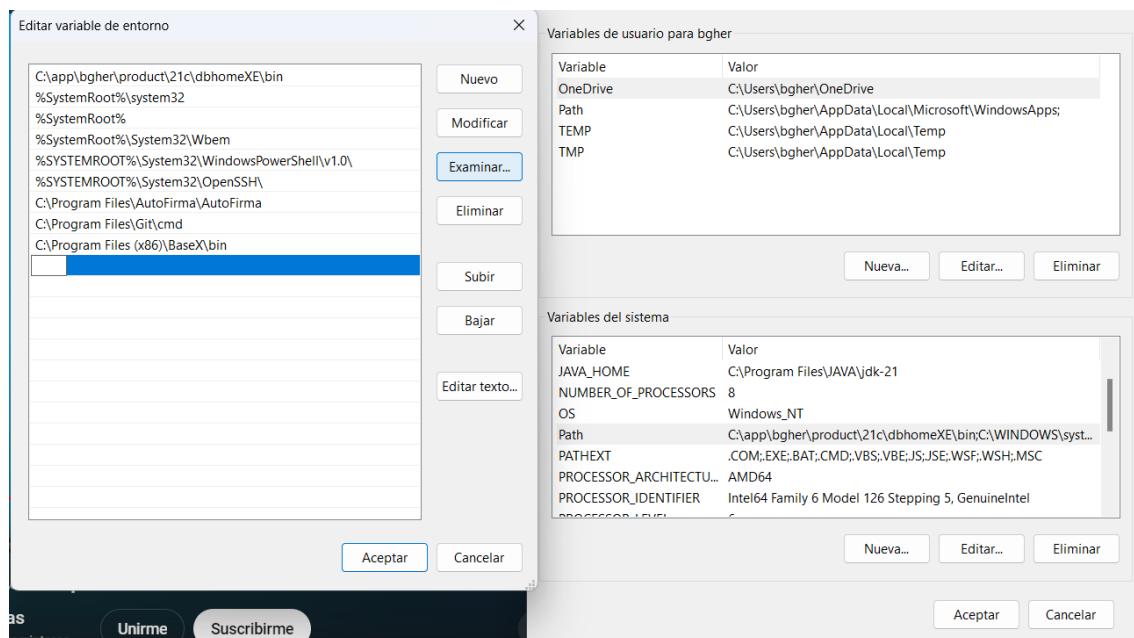 Editar variable de entorno
C:\app\bgher\product\21c\dbhomeXE\bin
%SystemRoot%\system32
%SystemRoot%
%SystemRoot%\System32\Wbem
%SYSTEMROOT%\System32\WindowsPowerShell\v1.0\
%SYSTEMROOT%\System32\OpenSSH\
C:\Program Files\AutoFirma\AutoFirma
C:\Program Files\Git\cmd
C:\Program Files (x86)\BaseX\bin
Nuevo
Modificar
Examinar...
Eliminar
Subir
Bajar
Editar texto...
Aceptar Cancelar
Variables de usuario para bgher
Variable Valor
OneDrive C:\Users\bgher\OneDrive
Path C:\Users\bgher\AppData\Local\Microsoft\WindowsApps;
TEMP C:\Users\bgher\AppData\Local\Temp
TMP C:\Users\bgher\AppData\Local\Temp
Nueva... Editar... Eliminar
Variables del sistema
Variable Valor
JAVA_HOME C:\Program Files\JAVA\jdk-21
NUMBER_OF_PROCESSORS 8
OS Windows_NT
Path C:\app\bgher\product\21c\dbhomeXE\bin;C:\WINDOWS\syst...
PATHEXT .COM;.EXE;.BAT;.CMD;.VBS;.VBE;.JS;.JSE;.WSF;.WSH;.MSC
PROCESSOR_ARCHITECTU... AMD64
PROCESSOR_IDENTIFIER Intel64 Family 6 Model 126 Stepping 5, GenuineIntel
Nueva... Editar... Eliminar
Aceptar Cancelar
as
Unirme Suscribirme